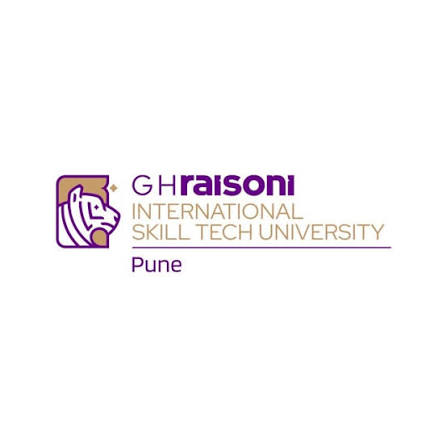 GHraisoni
INTERNATIONAL
SKILL TECH UNIVERSITY
Pune